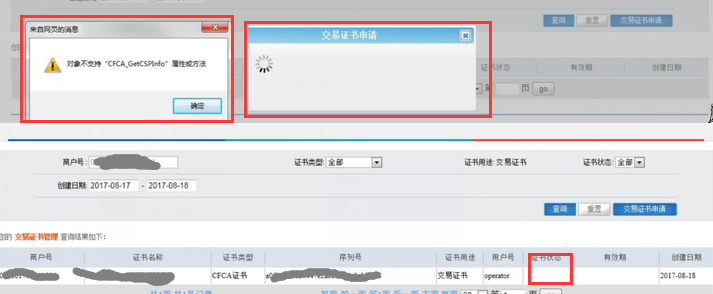 查询 重置 交易证书申请
来自网页的消息
对象不支持“CFCA_GetCSPInfo”属性或方法
确定
交易证书申请
证书状态 有效期 创建日期
第 页 go
商户号: 证书类型: 全部 证书用途: 交易证书 证书状态: 全部
创建日期: 2017-08-17 - 2017-08-18
查询 重置 交易证书申请
您的 交易证书管理 查询结果如下:
商户号 证书名称 证书类型 序列号 证书用途 用户号 证书状态 有效期 创建日期
CFCA证书 交易证书 operator 2017-08-18